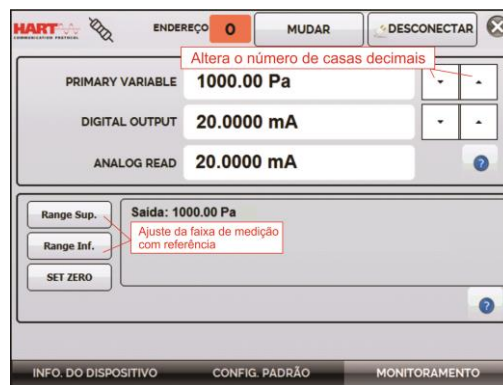 HART
COMMUNICATION PROTOCOL
ENDEREÇO 0 MUDAR DESCONECTAR
Altera o número de casas decimais
PRIMARY VARIABLE 1000.00 Pa
DIGITAL OUTPUT 20.0000 mA
ANALOG READ 20.0000 mA
?
Range Sup. Saída: 1000.00 Pa
Ajuste da faixa de medição
Range Inf. com referência
SET ZERO
?
INFO. DO DISPOSITIVO CONFIG. PADRÃO MONITORAMENTO